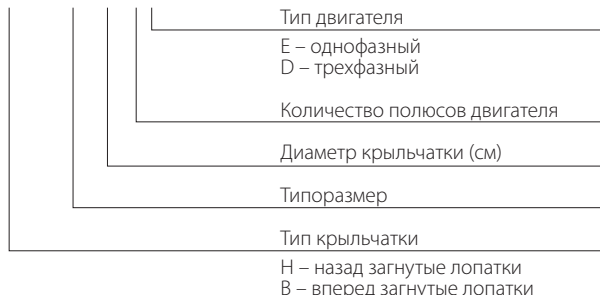 Тип двигателя
E – однофазный
D – трехфазный
Количество полюсов двигателя
Диаметр крыльчатки (см)
Типоразмер
Тип крыльчатки
H – назад загнутые лопатки
B – вперед загнутые лопатки